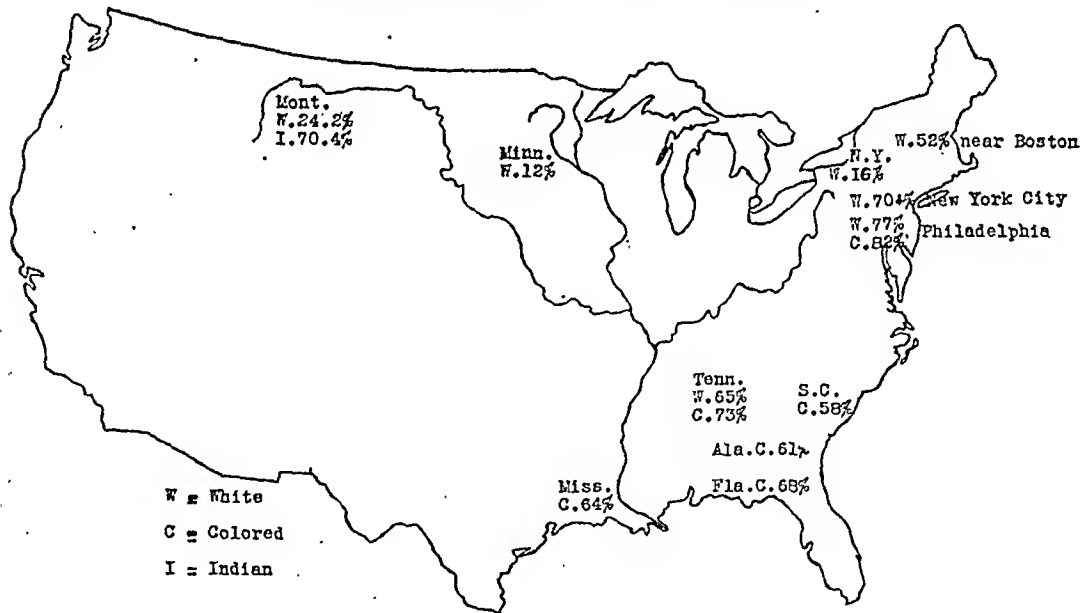 Mont.
W.24.2%
I.70.4%
Minn.
W.12%
W.52% near Boston
N.Y.
W.16%
W.70+% New York City
W.77%
C.82% Philadelphia
Tenn.
W.65%
C.73%
S.C.
C.58%
Ala.C.61%
Miss.
C.64%
Fla.C.68%
W = White
C = Colored
I = Indian